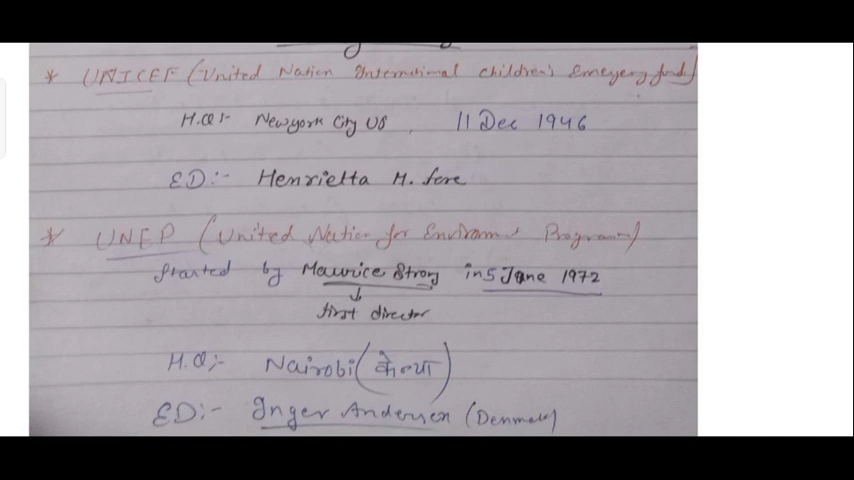 * UNICEF (United Nation International Children's Emergency fund)
H.Q:- Newyork City US, 11 Dec 1946
ED:- Henrietta H. fore
* UNEP (United Nation for Environment Program)
Started by Maurice Strong in 5 June 1972
↓
first director
H.Q:- Nairobi (केन्या)
ED:- Inger Andersen (Denmark)